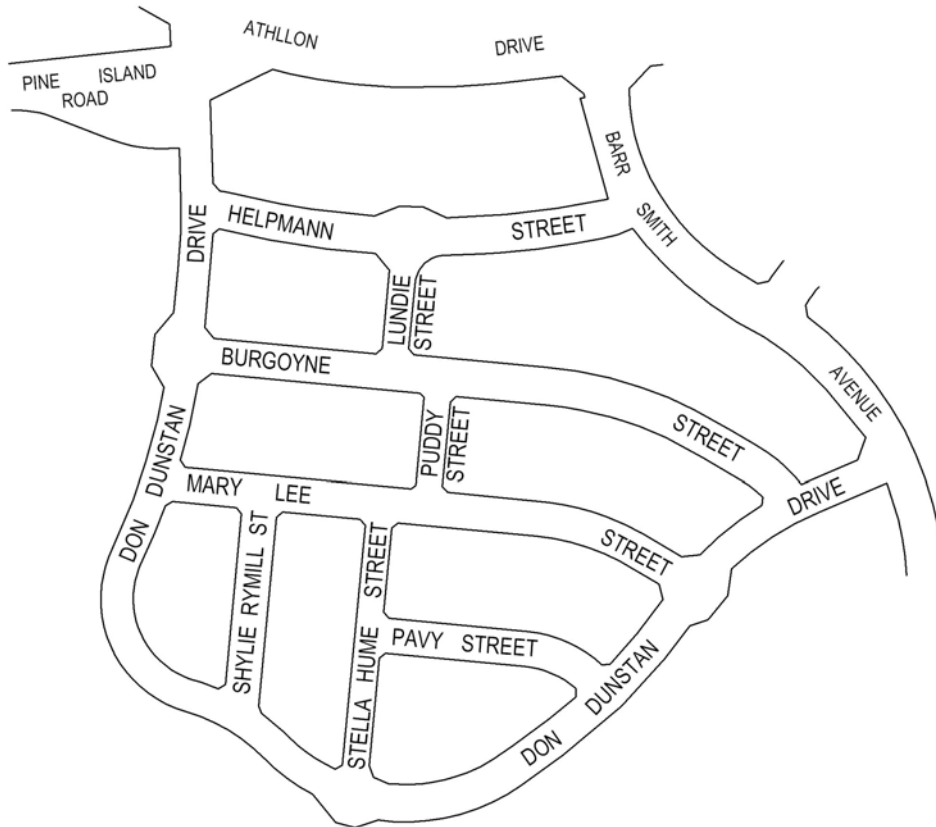 ATHLLON DRIVE
PINE ISLAND
ROAD
BARR SMITH AVENUE
HELPMANN STREET
DRIVE
LUNDIE
STREET
BURGOYNE STREET
DON DUNSTAN
PUDDY
STREET
MARY LEE STREET
DRIVE
SHYLIE RYMILL ST
STELLA HUME STREET
PAVY STREET
DON DUNSTAN